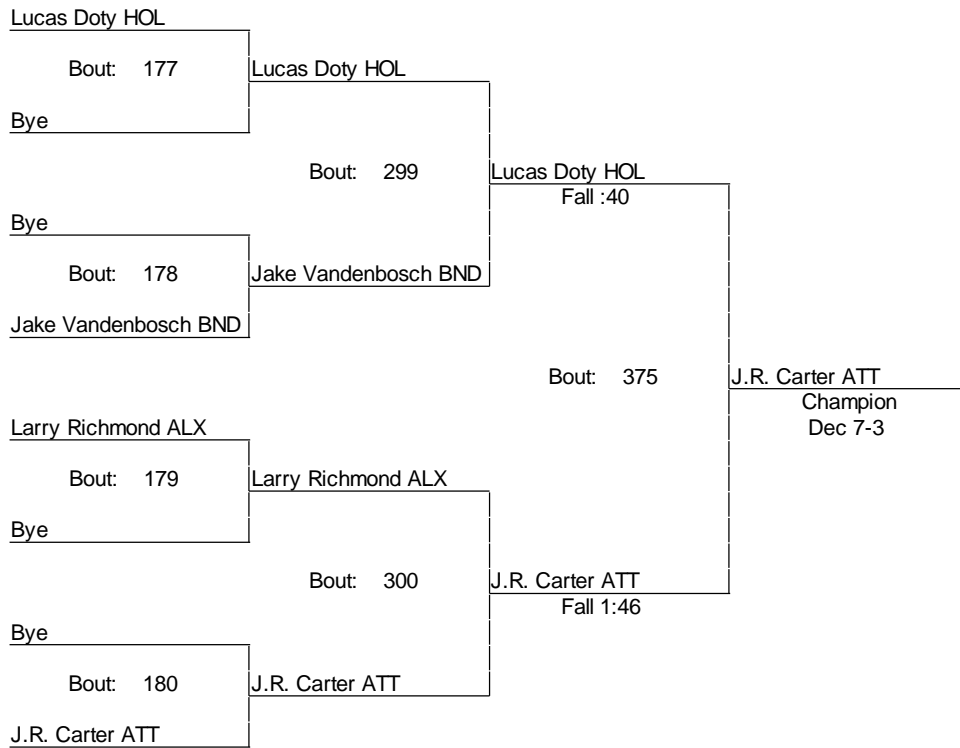 Lucas Doty HOL
Bout: 177 Lucas Doty HOL
Bye
Bout: 299 Lucas Doty HOL
Fall :40
Bye
Bout: 178 Jake Vandenbosch BND
Jake Vandenbosch BND
Bout: 375 J.R. Carter ATT
Champion
Larry Richmond ALX Dec 7-3
Bout: 179 Larry Richmond ALX
Bye
Bout: 300 J.R. Carter ATT
Fall 1:46
Bye
Bout: 180 J.R. Carter ATT
J.R. Carter ATT